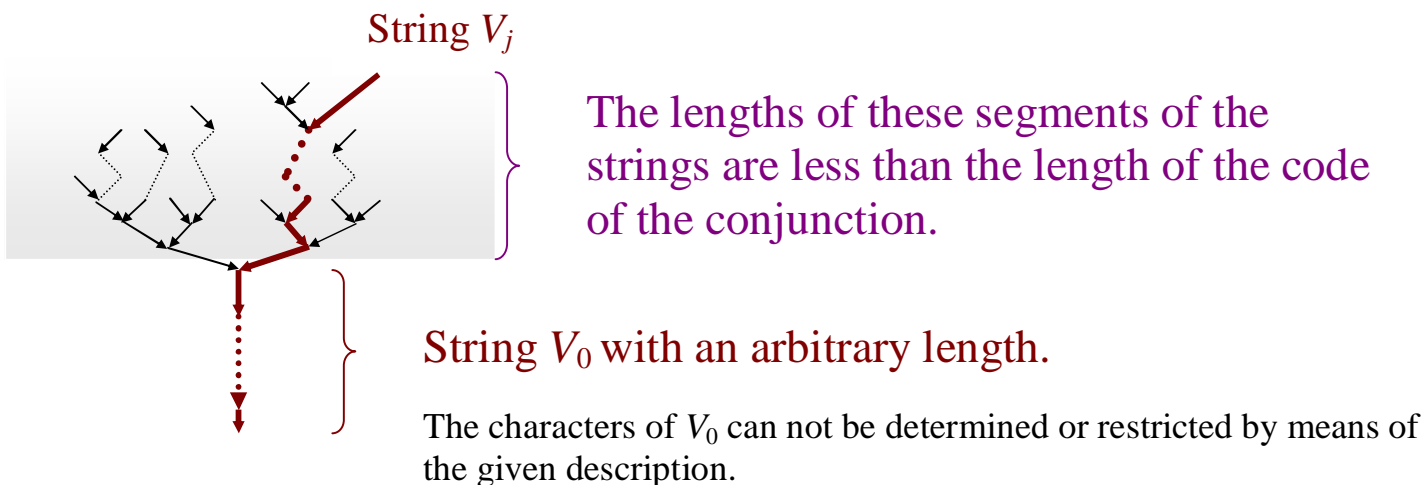 String Vj
The lengths of these segments of the
strings are less than the length of the code
of the conjunction.
String V0 with an arbitrary length.
The characters of V0 can not be determined or restricted by means of
the given description.